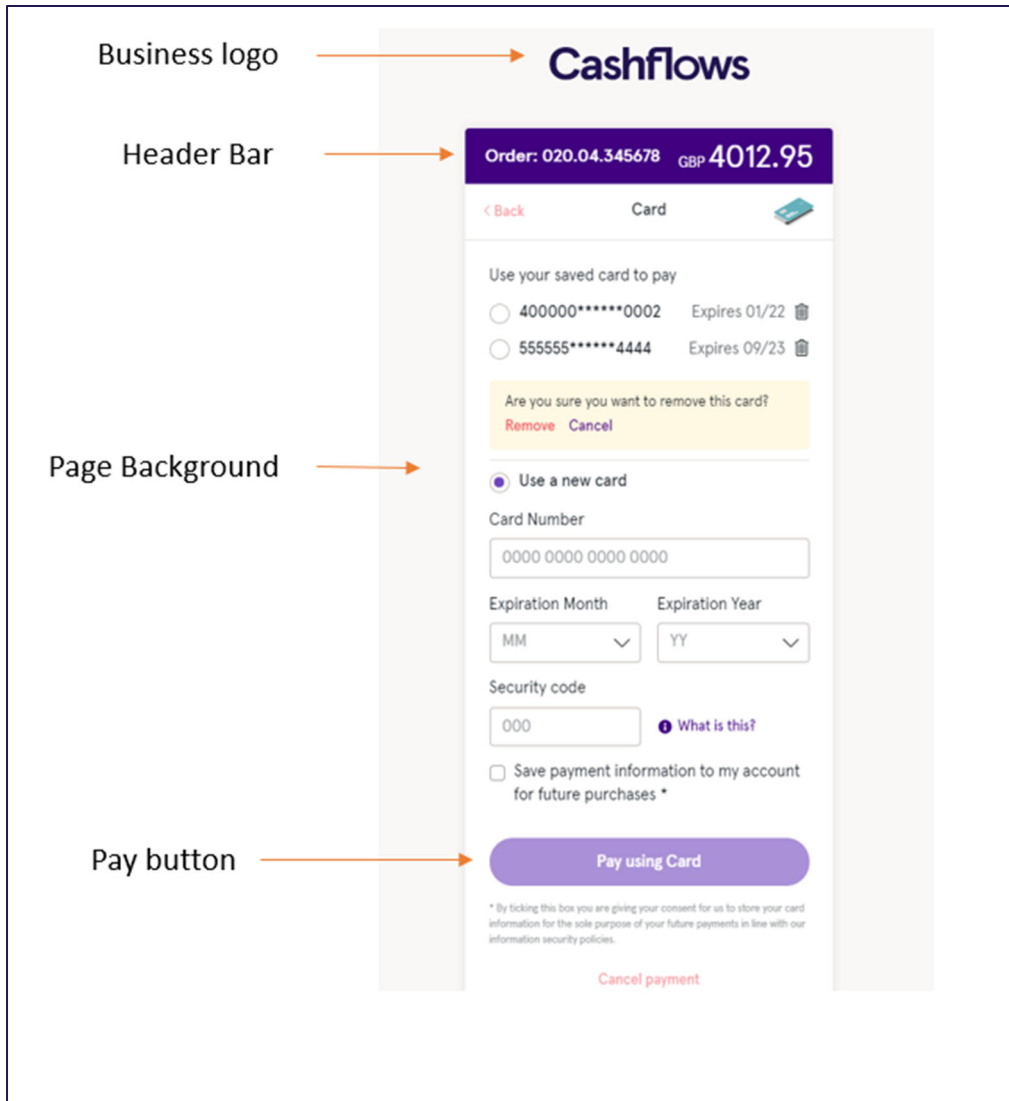 Business logo
Cashflows
Header Bar
Order: 020.04.345678 GBP 4012.95
< Back Card
Use your saved card to pay
400000******0002 Expires 01/22
555555******4444 Expires 09/23
Are you sure you want to remove this card?
Remove Cancel
Page Background
Use a new card
Card Number
0000 0000 0000 0000
Expiration Month Expiration Year
MM YY
Security code
000 What is this?
Save payment information to my account
for future purchases *
Pay button
Pay using Card
* By ticking this box you are giving your consent for us to store your card
information for the sole purpose of your future payments in line with our
information security policies.
Cancel payment